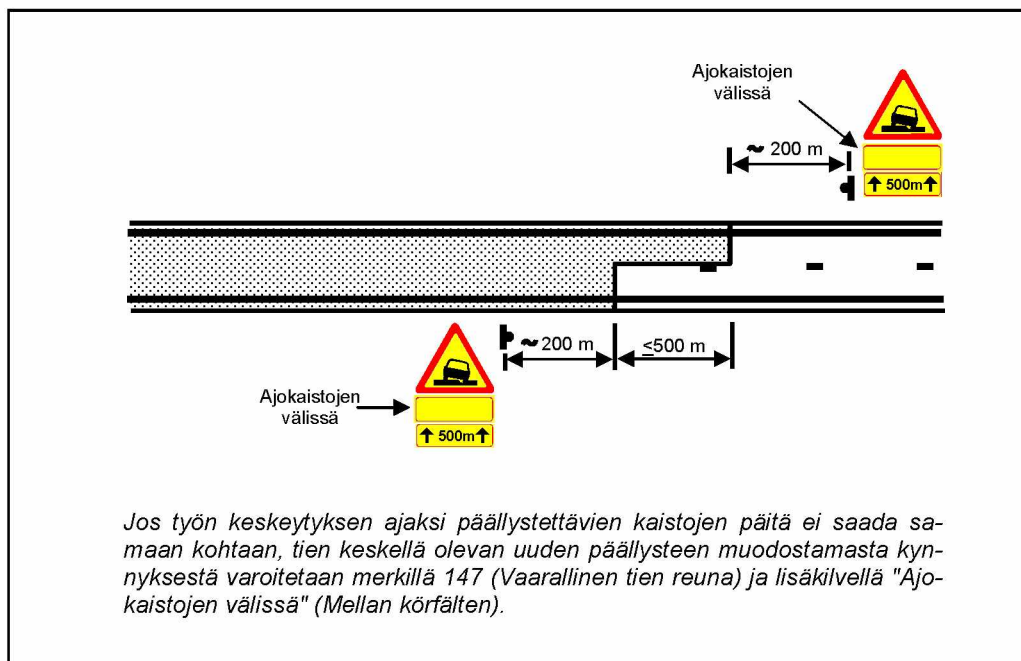 Ajokaistojen
välissä
~ 200 m
↑ 500m ↑
~ 200 m
≤500 m
Ajokaistojen
välissä
↑ 500m ↑
Jos työn keskeytyksen ajaksi päällystettävien kaistojen päitä ei saada sa-
maan kohtaan, tien keskellä olevan uuden päällysteen muodostamasta kyn-
nyksestä varoitetaan merkillä 147 (Vaarallinen tien reuna) ja lisäkilvellä "Ajo-
kaistojen välissä" (Mellan körfälten).